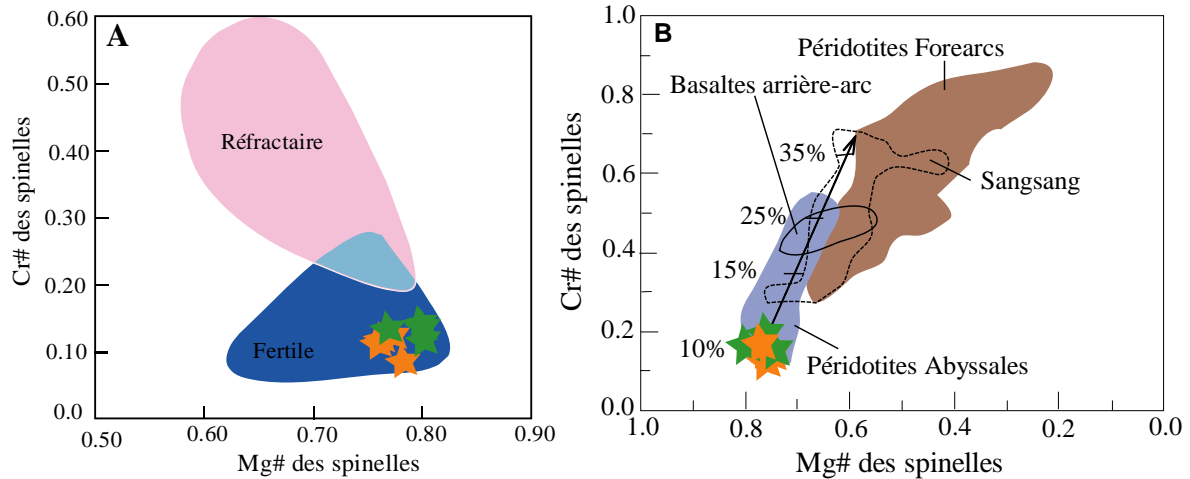 A
Cr# des spinelles
0.60
0.50
0.40
0.30
0.20
0.10
0.0
Réfractaire
Fertile
0.50
0.60
0.70
0.80
0.90
Mg# des spinelles
B
Cr# des spinelles
1.0
0.8
0.6
0.4
0.2
0.0
Péridotites Forearcs
Basaltes arrière-arc
35%
Sangsang
25%
15%
10%
Péridotites Abyssales
1.0
0.8
0.6
0.4
0.2
0.0
Mg# des spinelles